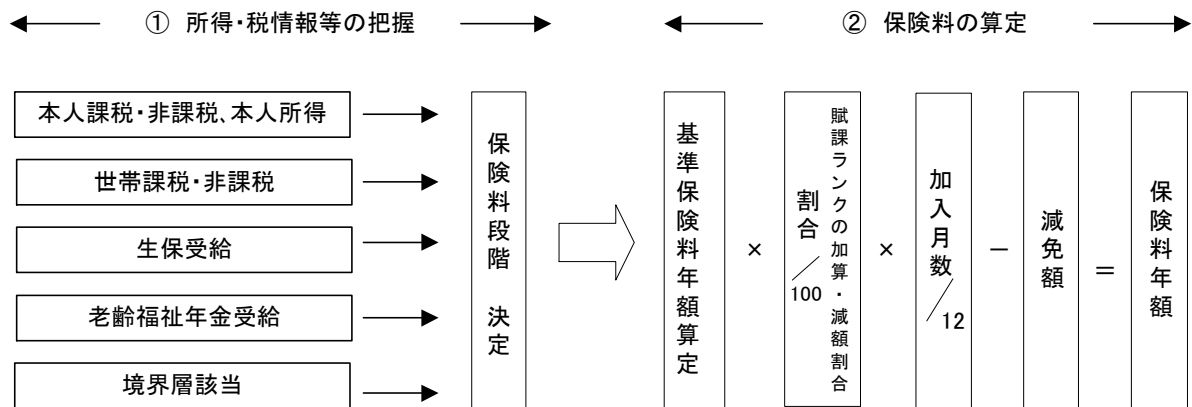 ① 所得・税情報等の把握
② 保険料の算定
本人課税・非課税、本人所得
世帯課税・非課税
生保受給
老齢福祉年金受給
境界層該当
保険料段階 決定
基準保険料年額算定
×
賦課ランクの加算・減額割合
割合/100
×
加入月数/12
－
減免額
＝
保険料年額